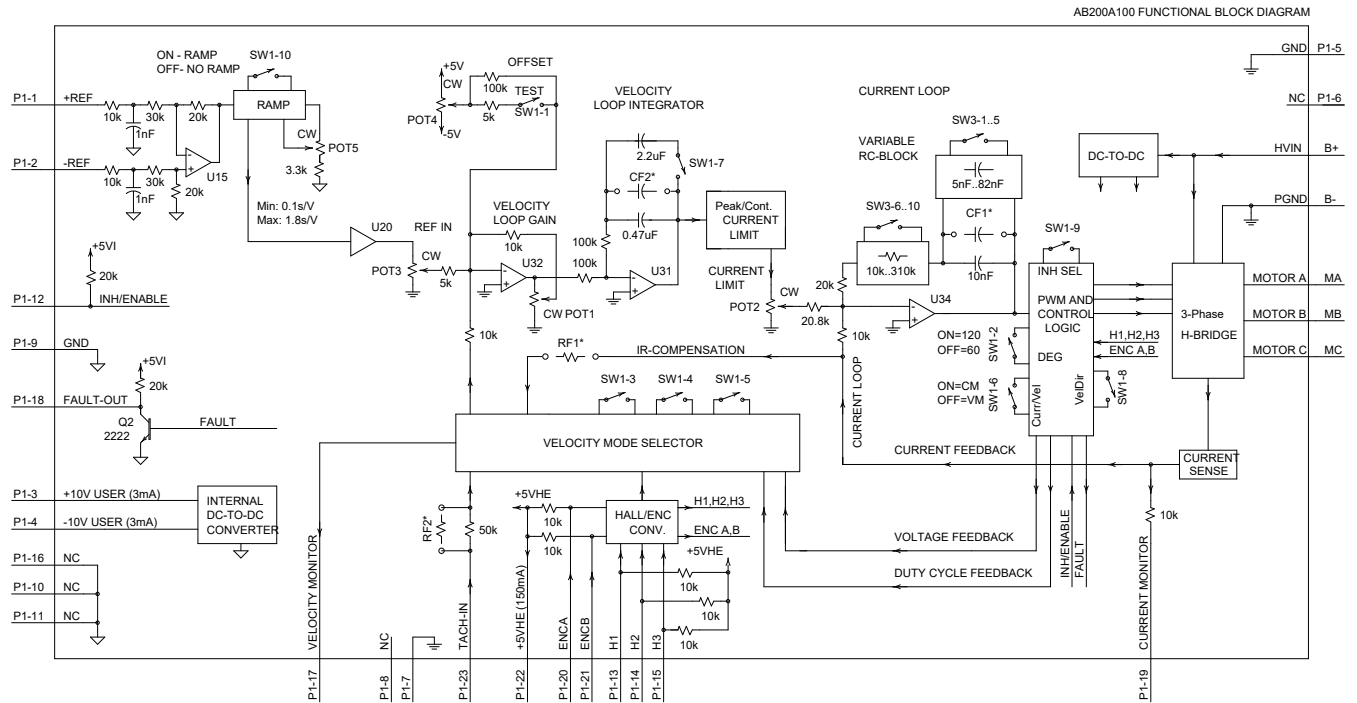 AB200A100 FUNCTIONAL BLOCK DIAGRAM
ON - RAMP
OFF- NO RAMP
SW1-10
RAMP
P1-1
+REF
10k
30k
1nF
20k
CW
POT5
3.3k
P1-2
-REF
10k
30k
1nF
20k
U15
Min: 0.1s/V
Max: 1.8s/V
+5V
CW
POT4
-5V
OFFSET
100k
TEST
5k
SW1-1
VELOCITY
LOOP INTEGRATOR
2.2uF
SW1-7
CF2*
0.47uF
100k
100k
U31
U20
REF IN
CW
POT3
5k
VELOCITY
LOOP GAIN
10k
U32
CW POT1
10k
Peak/Cont.
CURRENT
LIMIT
CURRENT
LIMIT
CW
POT2
20.8k
CURRENT LOOP
SW3-1..5
VARIABLE
RC-BLOCK
5nF..82nF
SW3-6..10
CF1*
10k..310k
10nF
20k
U34
10k
SW1-9
INH SEL
PWM AND
CONTROL
LOGIC
DEG
ON=120
OFF=60
SW1-2
ON=CM
OFF=VM
SW1-6
Curr/Vel
VelDir
SW1-8
H1,H2,H3
ENC A,B
DC-TO-DC
3-Phase
H-BRIDGE
CURRENT
SENSE
GND
P1-5
NC
P1-6
HVIN
B+
PGND
B-
MOTOR A
MA
MOTOR B
MB
MOTOR C
MC
+5VI
20k
P1-12
INH/ENABLE
P1-9
GND
+5VI
20k
P1-18
FAULT-OUT
Q2
2222
FAULT
P1-3
+10V USER (3mA)
P1-4
-10V USER (3mA)
INTERNAL
DC-TO-DC
CONVERTER
P1-16
NC
P1-10
NC
P1-11
NC
RF1*
IR-COMPENSATION
SW1-3
SW1-4
SW1-5
VELOCITY MODE SELECTOR
CURRENT LOOP
CURRENT FEEDBACK
VOLTAGE FEEDBACK
DUTY CYCLE FEEDBACK
INH/ENABLE
FAULT
10k
CURRENT MONITOR
P1-19
RF2*
50k
+5VHE
10k
10k
HALL/ENC
CONV.
H1,H2,H3
ENC A,B
+5VHE
10k
10k
10k
VELOCITY MONITOR
P1-17
NC
P1-8
P1-7
TACH-IN
P1-23
+5VHE (150mA)
P1-22
ENCA
P1-20
ENCB
P1-21
H1
P1-13
H2
P1-14
H3
P1-15